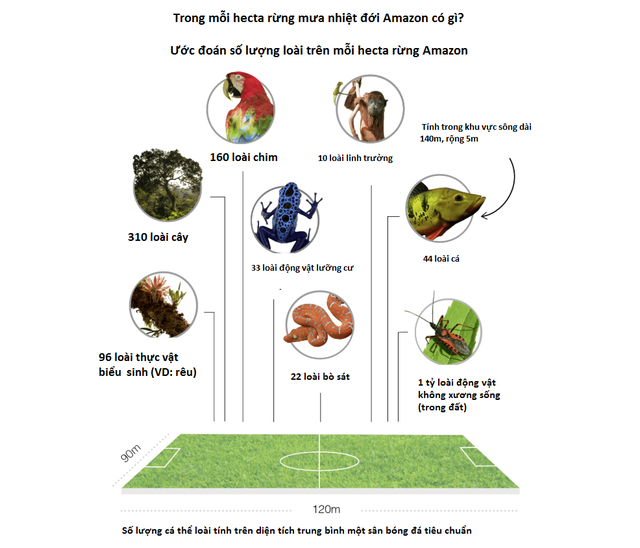 Trong mỗi hecta rừng mưa nhiệt đới Amazon có gì?
Ước đoán số lượng loài trên mỗi hecta rừng Amazon
Tính trong khu vực sông dài
140m, rộng 5m
160 loài chim
10 loài linh trưởng
310 loài cây
33 loài động vật lưỡng cư
44 loài cá
96 loài thực vật
biểu sinh (VD: rêu)
22 loài bò sát
1 tỷ loài động vật
không xương sống
(trong đất)
90m
120m
Số lượng cá thể loài tính trên diện tích trung bình một sân bóng đá tiêu chuẩn